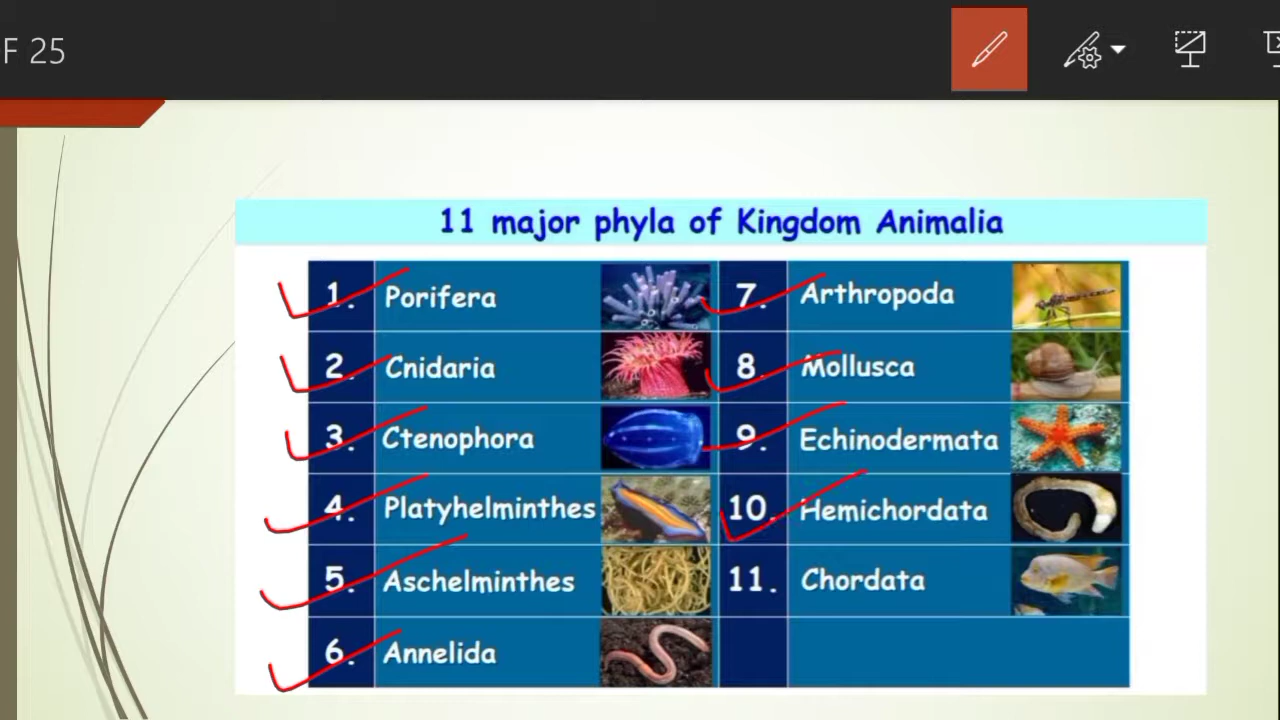 F 25
11 major phyla of Kingdom Animalia
1. Porifera
2. Cnidaria
3. Ctenophora
4. Platyhelminthes
5. Aschelminthes
6. Annelida
7. Arthropoda
8. Mollusca
9. Echinodermata
10. Hemichordata
11. Chordata